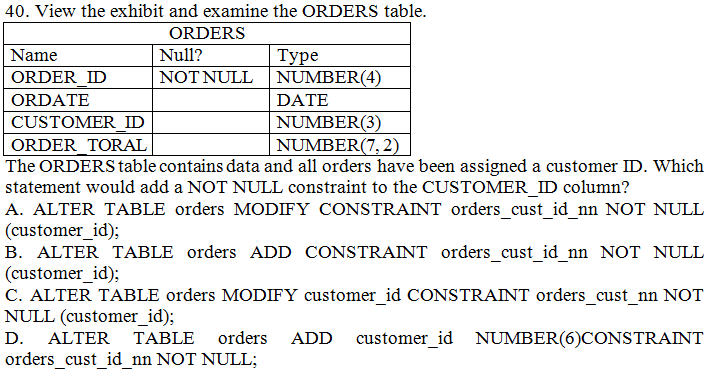 40. View the exhibit and examine the ORDERS table.
ORDERS
Name Null? Type
ORDER_ID NOT NULL NUMBER(4)
ORDATE DATE
CUSTOMER_ID NUMBER(3)
ORDER_TORAL NUMBER(7, 2)
The ORDERS table contains data and all orders have been assigned a customer ID. Which
statement would add a NOT NULL constraint to the CUSTOMER_ID column?
A. ALTER TABLE orders MODIFY CONSTRAINT orders_cust_id_nn NOT NULL
(customer_id);
B. ALTER TABLE orders ADD CONSTRAINT orders_cust_id_nn NOT NULL
(customer_id);
C. ALTER TABLE orders MODIFY customer_id CONSTRAINT orders_cust_nn NOT
NULL (customer_id);
D. ALTER TABLE orders ADD customer_id NUMBER(6)CONSTRAINT
orders_cust_id_nn NOT NULL;